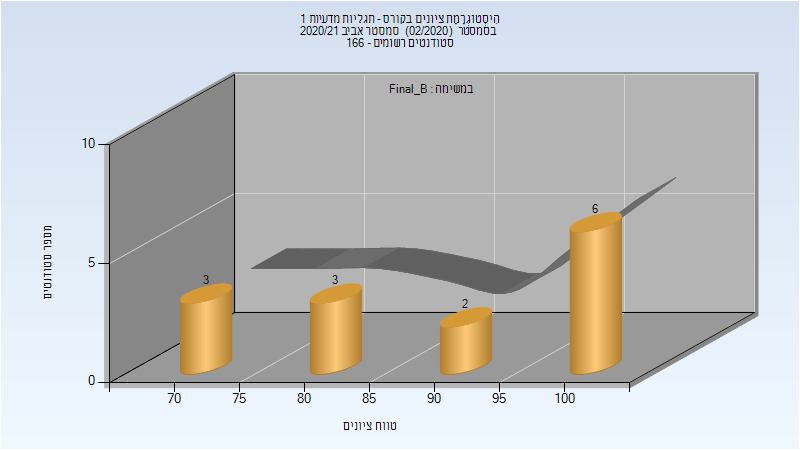 היסטוגרמת ציונים בקורס - תגליות מדעיות 1
בסמסטר (02/2020) סמסטר אביב 2020/21
סטודנטים רשומים - 166
במשימה : Final_B
10
5
0
מספר סטודנטים
3
3
2
6
70
75
80
85
90
95
100
טווח ציונים